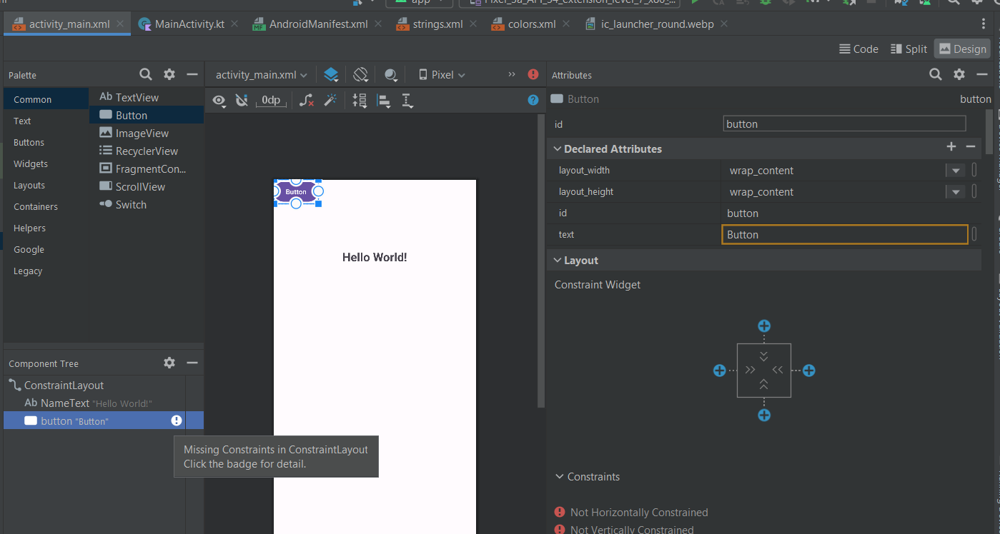 app
activity_main.xml
MainActivity.kt
AndroidManifest.xml
strings.xml
colors.xml
ic_launcher_round.webp
Code
Split
Design
Palette
Common
Text
Buttons
Widgets
Layouts
Containers
Helpers
Google
Legacy
Ab TextView
Button
ImageView
RecyclerView
FragmentCon...
ScrollView
Switch
activity_main.xml
Pixel
0dp
Button
Hello World!
Component Tree
ConstraintLayout
Ab NameText "Hello World!"
button "Button"
Missing Constraints in ConstraintLayout
Click the badge for detail.
Attributes
Button
button
id
button
Declared Attributes
layout_width
wrap_content
layout_height
wrap_content
id
button
text
Button
Layout
Constraint Widget
Constraints
Not Horizontally Constrained
Not Vertically Constrained